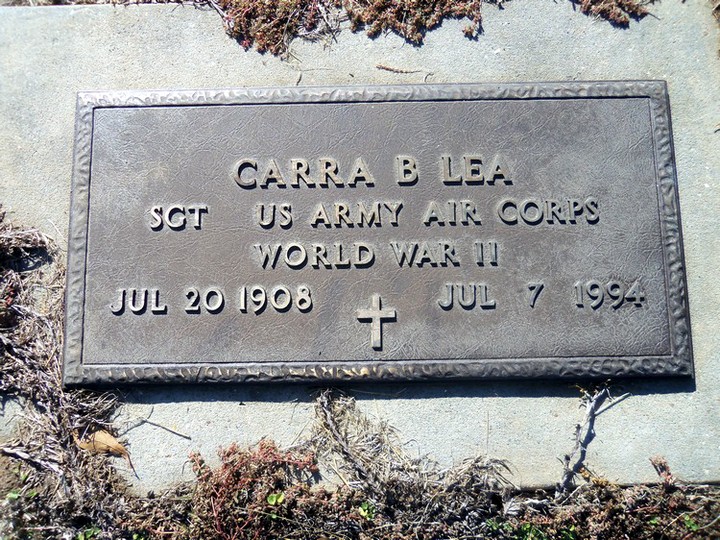 CARRA B LEA
SGT US ARMY AIR CORPS
WORLD WAR II
JUL 20 1908 JUL 7 1994